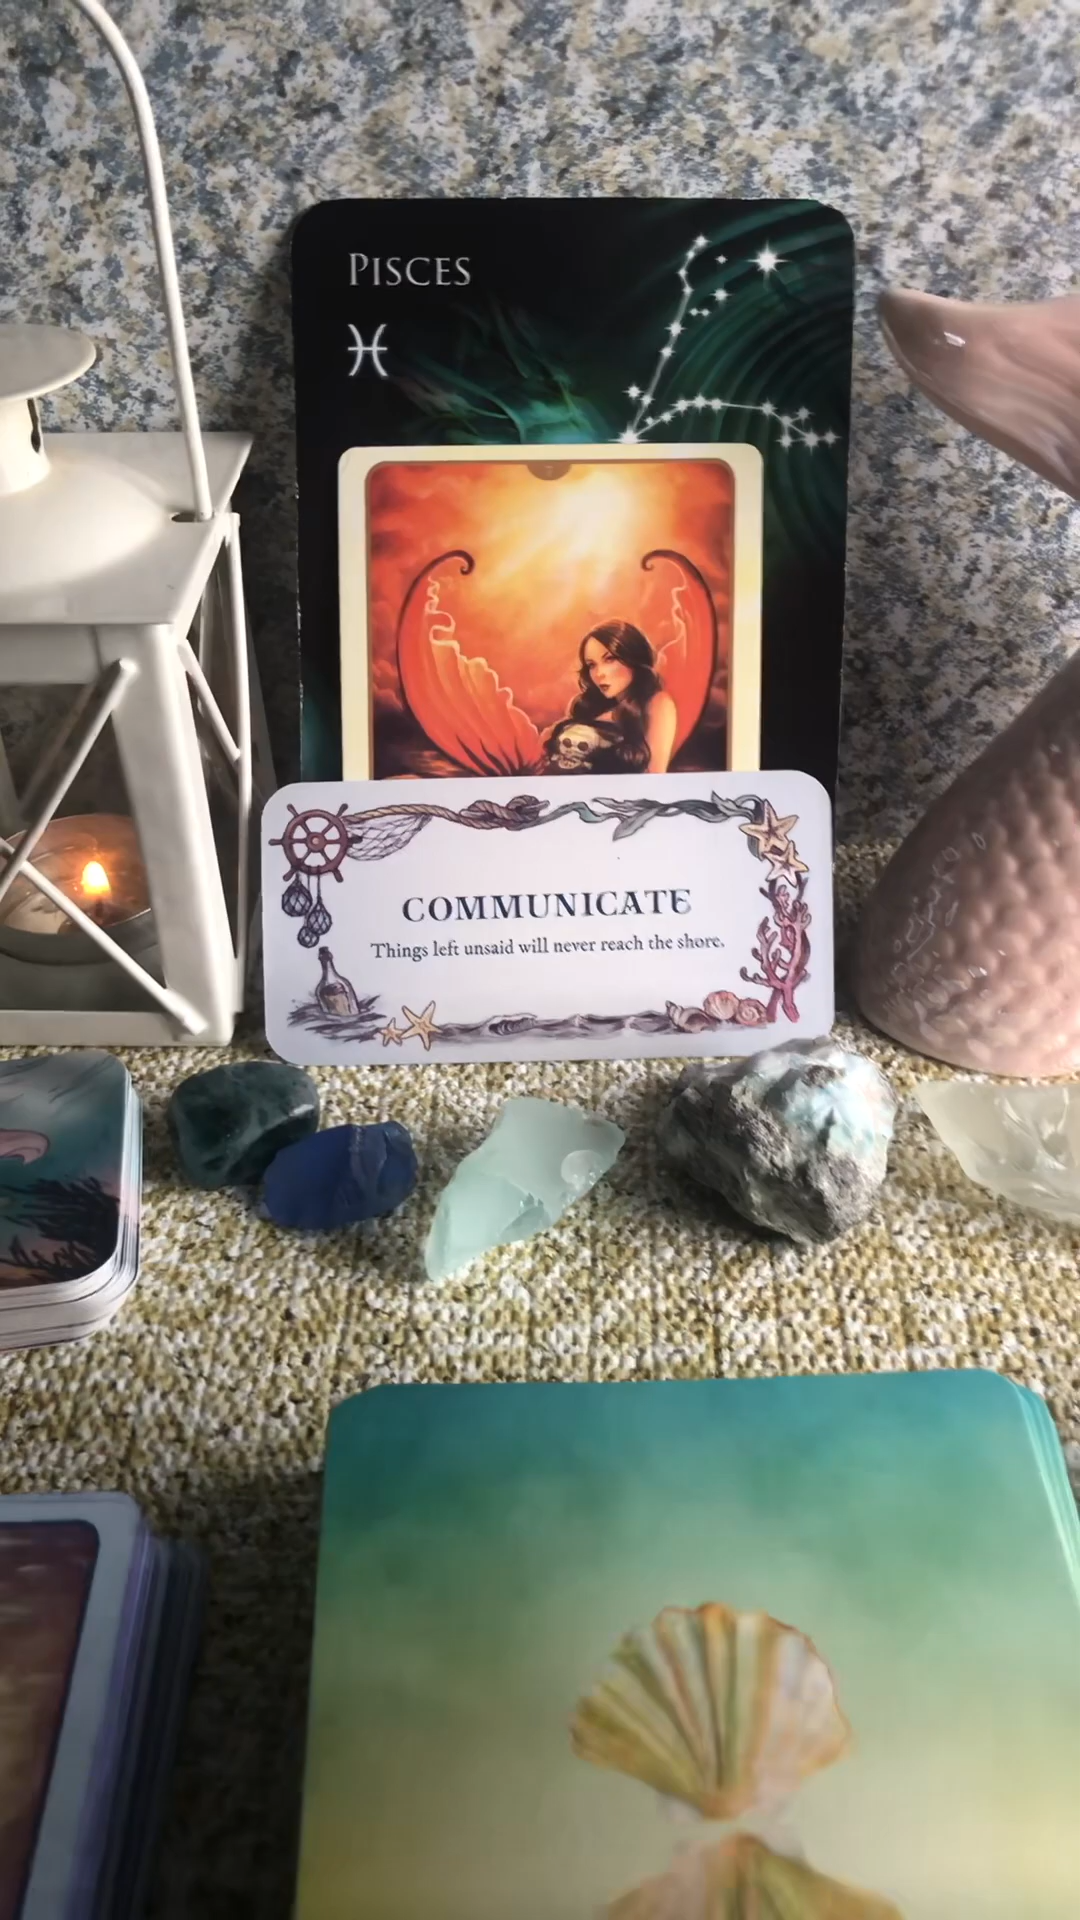 PISCES
♓
COMMUNICATE
Things left unsaid will never reach the shore.